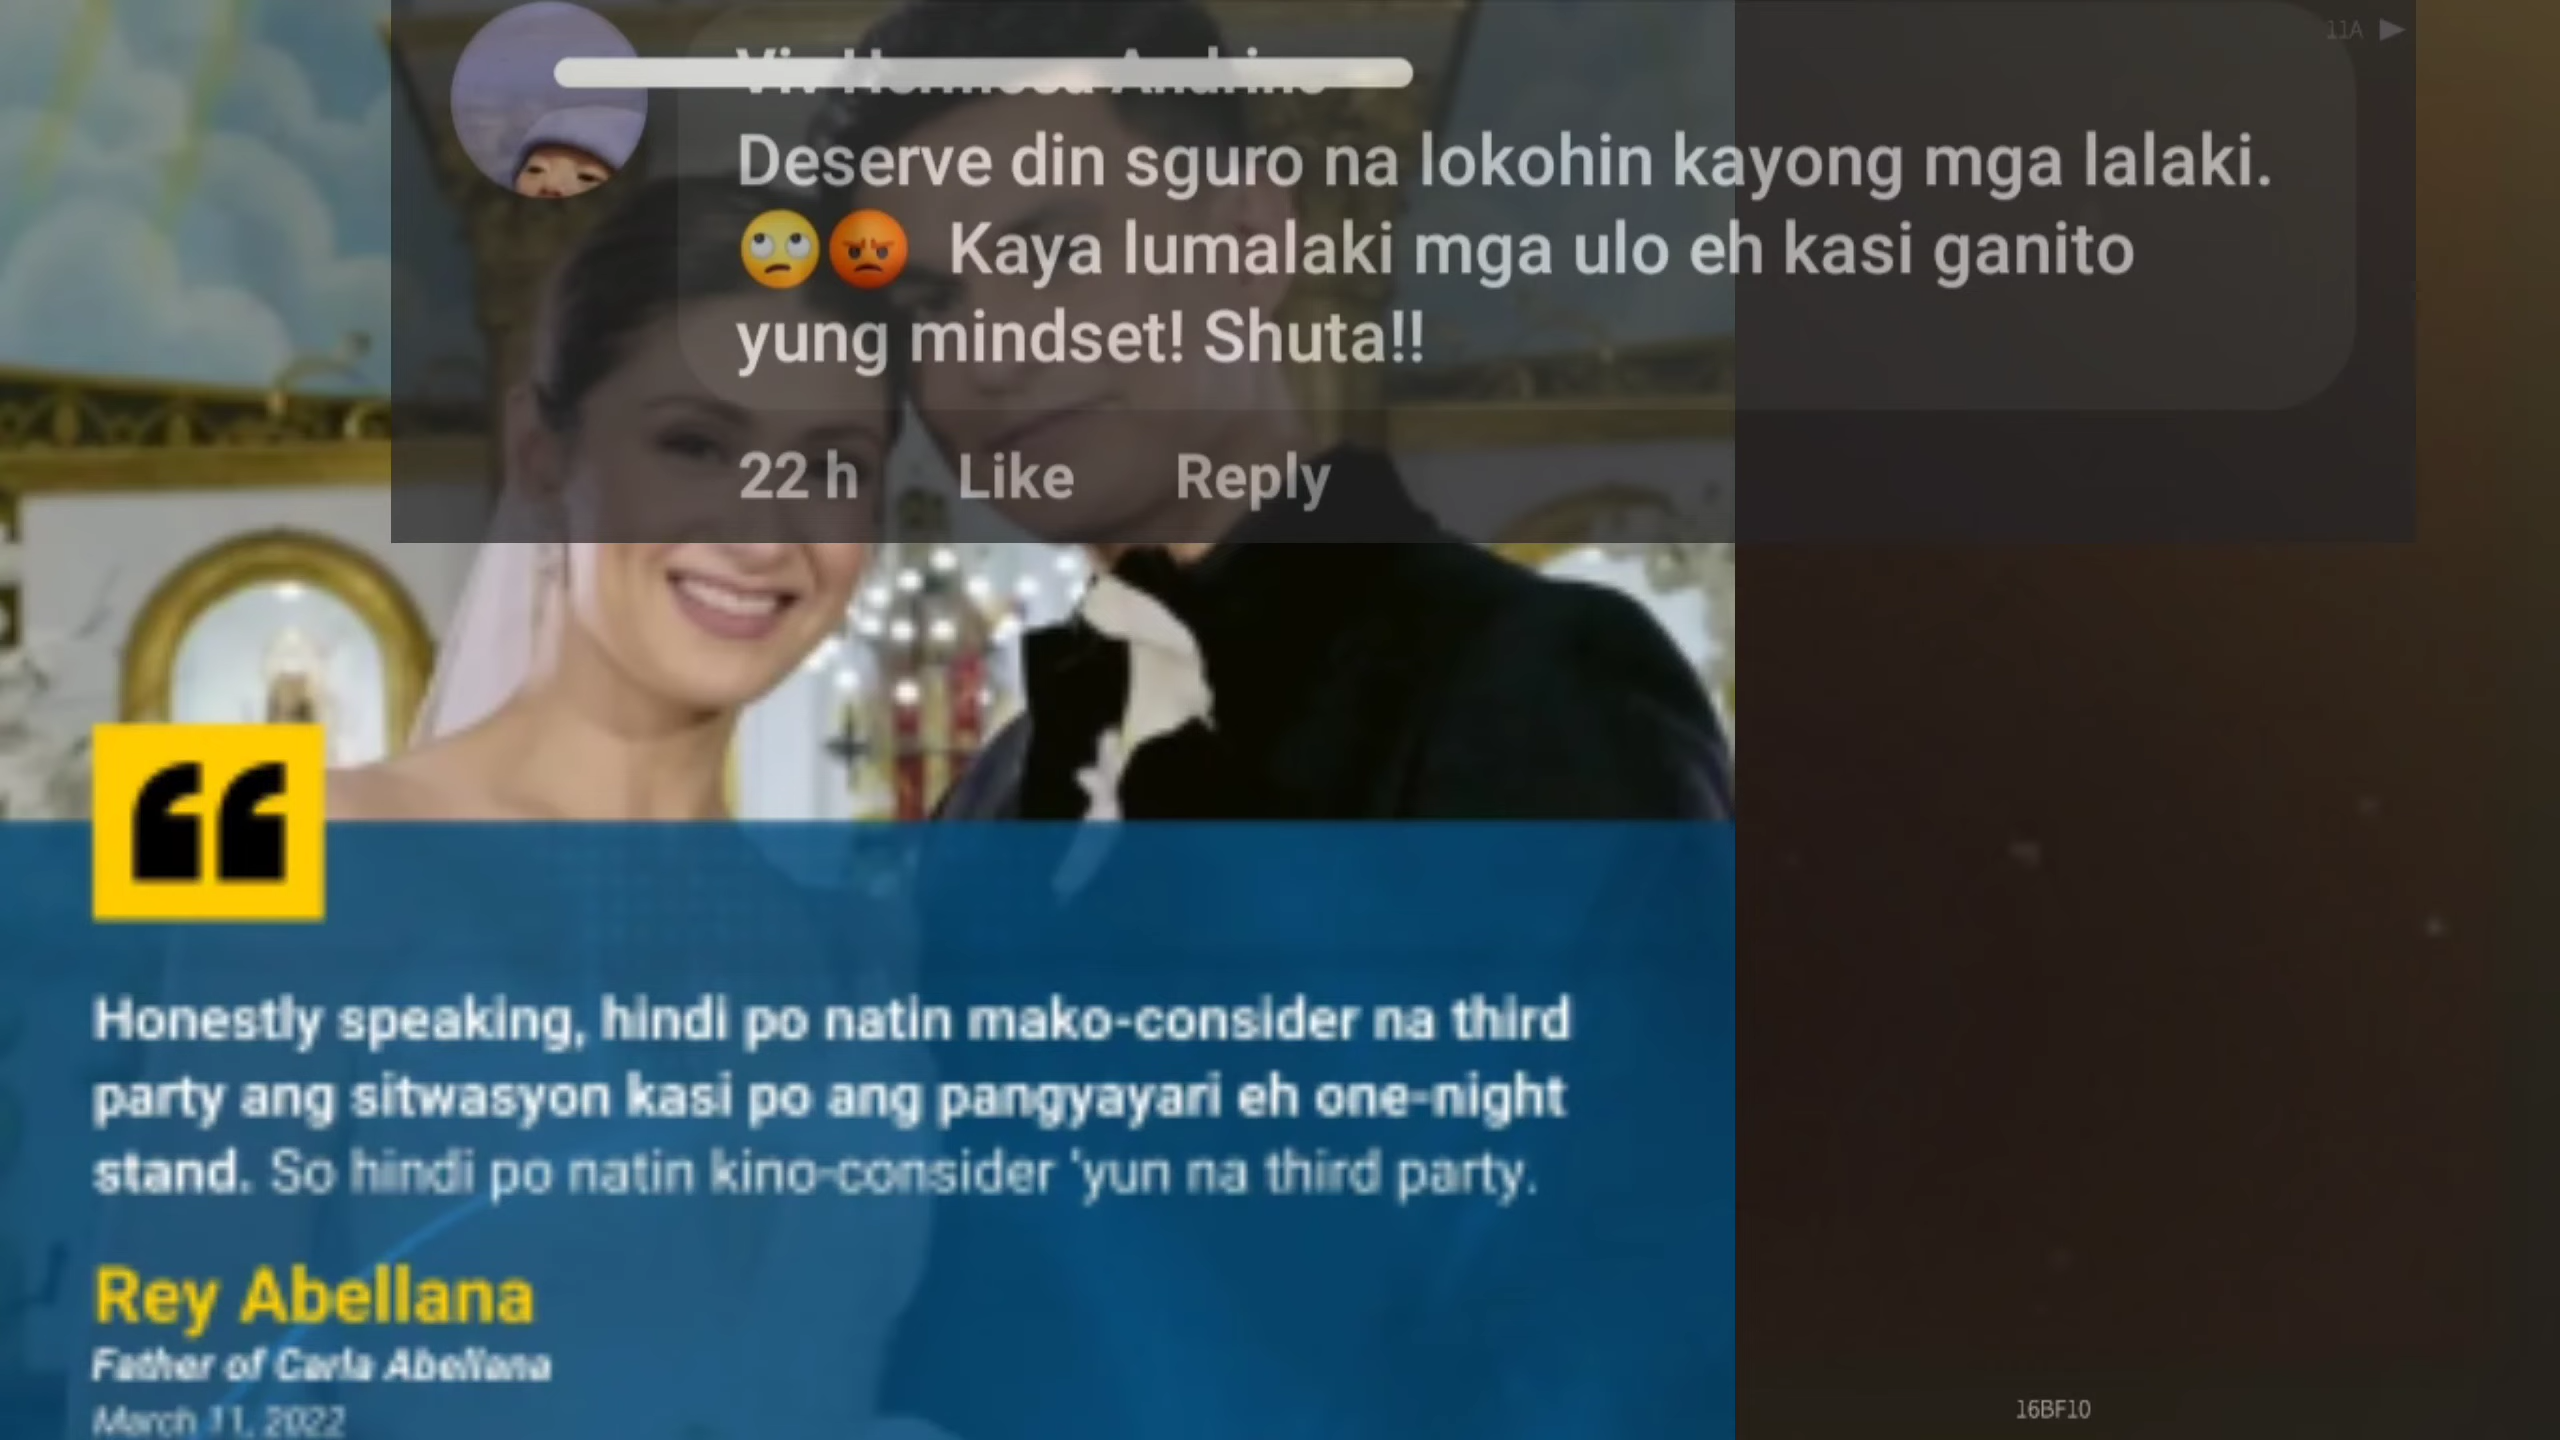 11A
Deserve din sguro na lokohin kayong mga lalaki.
🙄😡 Kaya lumalaki mga ulo eh kasi ganito
yung mindset! Shuta!!
22 h Like Reply
“
Honestly speaking, hindi po natin mako-consider na third
party ang sitwasyon kasi po ang pangyayari eh one-night
stand. So hindi po natin kino-consider 'yun na third party.
Rey Abellana
Father of Carla Abellana
March 11, 2022
16BF10